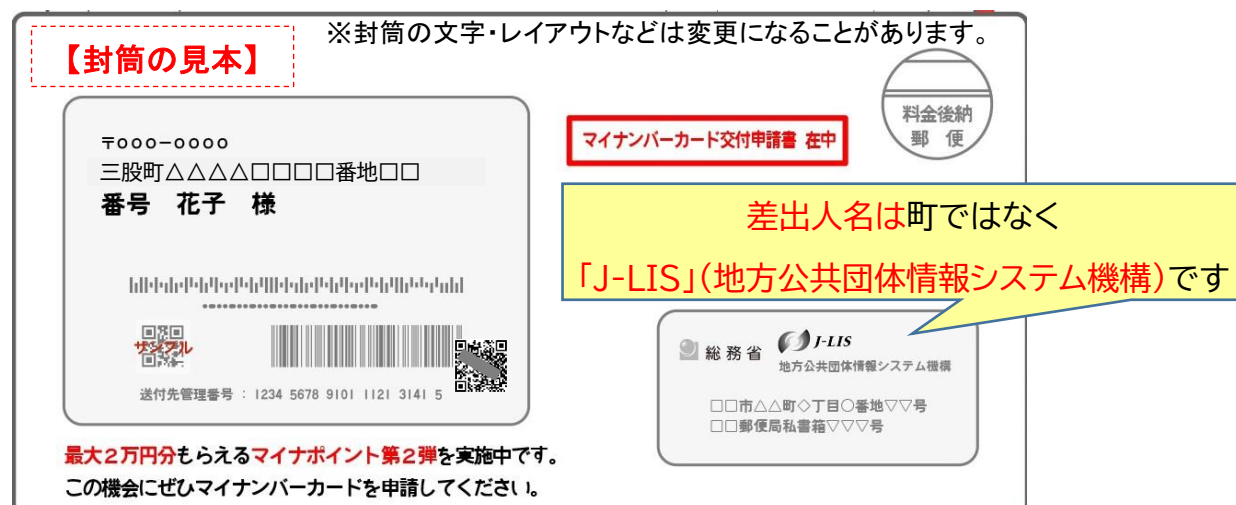 ※封筒の文字・レイアウトなどは変更になることがあります。
【封筒の見本】
料金後納
郵 便
マイナンバーカード交付申請書 在中
〒000-0000
三股町△△△△□□□□番地□□
番号 花子 様
差出人名は町ではなく
「J-LIS」(地方公共団体情報システム機構)です
サンプル
送付先管理番号 : 1234 5678 9101 1121 3141 5
総務省 J-LIS
地方公共団体情報システム機構
□□市△△町◇丁目○番地▽▽号
□□郵便局私書箱▽▽▽号
最大2万円分もらえるマイナポイント第2弾を実施中です。
この機会にぜひマイナンバーカードを申請してください。